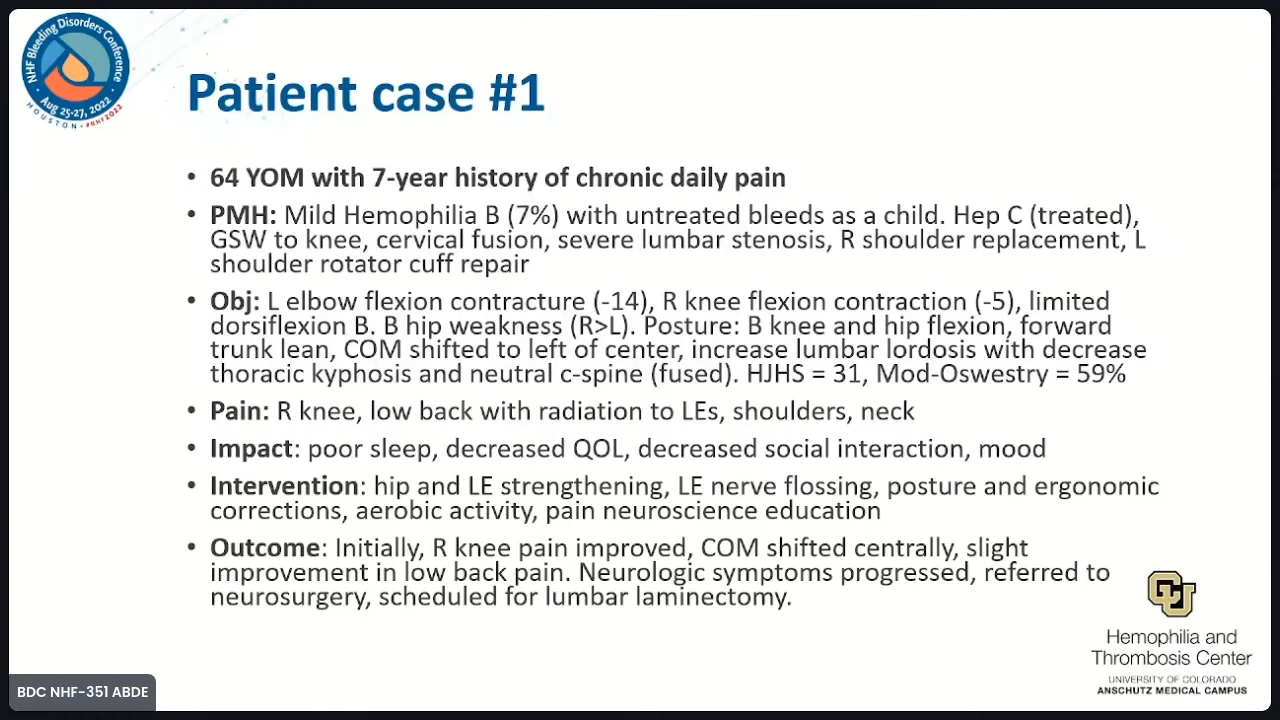 NHF Bleeding Disorders Conference
Aug 25-27, 2022
HOUSTON • #NHF2022
Patient case #1
• 64 YOM with 7-year history of chronic daily pain
• PMH: Mild Hemophilia B (7%) with untreated bleeds as a child. Hep C (treated),
GSW to knee, cervical fusion, severe lumbar stenosis, R shoulder replacement, L
shoulder rotator cuff repair
• Obj: L elbow flexion contracture (-14), R knee flexion contraction (-5), limited
dorsiflexion B. B hip weakness (R>L). Posture: B knee and hip flexion, forward
trunk lean, COM shifted to left of center, increase lumbar lordosis with decrease
thoracic kyphosis and neutral c-spine (fused). HJHS = 31, Mod-Oswestry = 59%
• Pain: R knee, low back with radiation to LEs, shoulders, neck
• Impact: poor sleep, decreased QOL, decreased social interaction, mood
• Intervention: hip and LE strengthening, LE nerve flossing, posture and ergonomic
corrections, aerobic activity, pain neuroscience education
• Outcome: Initially, R knee pain improved, COM shifted centrally, slight
improvement in low back pain. Neurologic symptoms progressed, referred to
neurosurgery, scheduled for lumbar laminectomy.
CU
Hemophilia and
Thrombosis Center
UNIVERSITY OF COLORADO
ANSCHUTZ MEDICAL CAMPUS
BDC NHF-351 ABDE